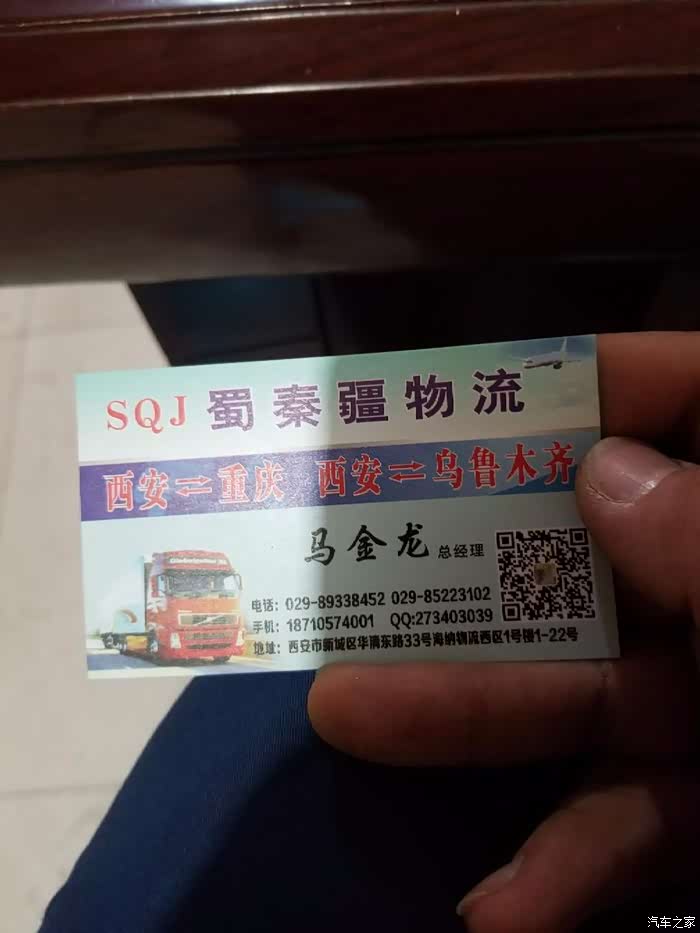 SQJ 蜀秦疆物流
西安⇌重庆 西安⇌乌鲁木齐
马金龙 总经理
电话：029-89338452 029-85223102
手机：18710574001 QQ:273403039
地址：西安市新城区华清东路33号海纳物流西区1号楼1-22号
汽车之家